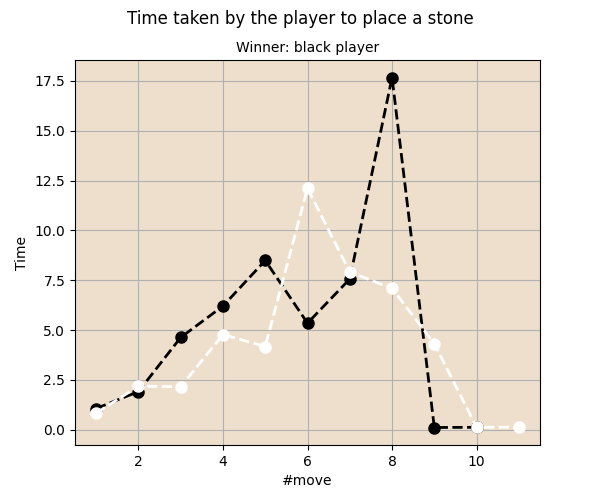 Time taken by the player to place a stone
Winner: black player
17.5
15.0
12.5
10.0
7.5
5.0
2.5
0.0
Time
2 4 6 8 10
#move